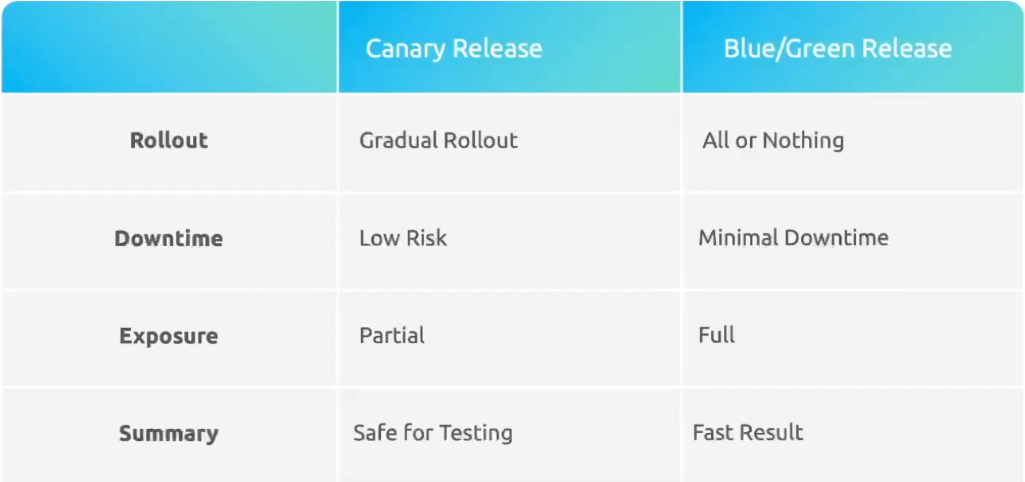 Canary Release
Blue/Green Release
Rollout
Gradual Rollout
All or Nothing
Downtime
Low Risk
Minimal Downtime
Exposure
Partial
Full
Summary
Safe for Testing
Fast Result